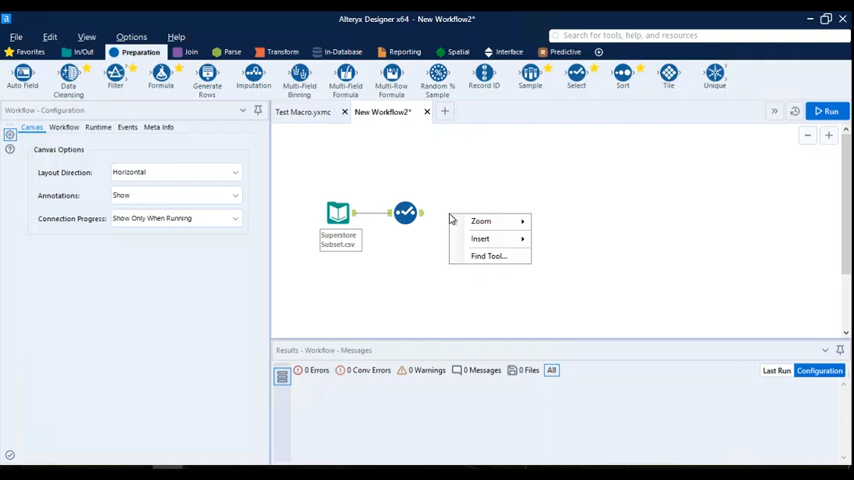 Alteryx Designer x64 - New Workflow2*
File Edit View Options Help
Search for tools, help, and resources...
Favorites In/Out Preparation Join Parse Transform In-Database Reporting Spatial Interface Predictive
Auto Field Data Cleansing Filter Formula Generate Rows Imputation Multi-Field Binning Multi-Field Formula Multi-Row Formula Random % Sample Record ID Sample Select Sort Tile Unique
Workflow - Configuration
Test Macro.yxmc New Workflow2*
Run
Canvas Workflow Runtime Events Meta Info
Canvas Options
Layout Direction: Horizontal
Annotations: Show
Connection Progress: Show Only When Running
Superstore
Subset.csv
Zoom
Insert
Find Tool...
Results - Workflow - Messages
0 Errors 0 Conv Errors 0 Warnings 0 Messages 0 Files All
Last Run Configuration